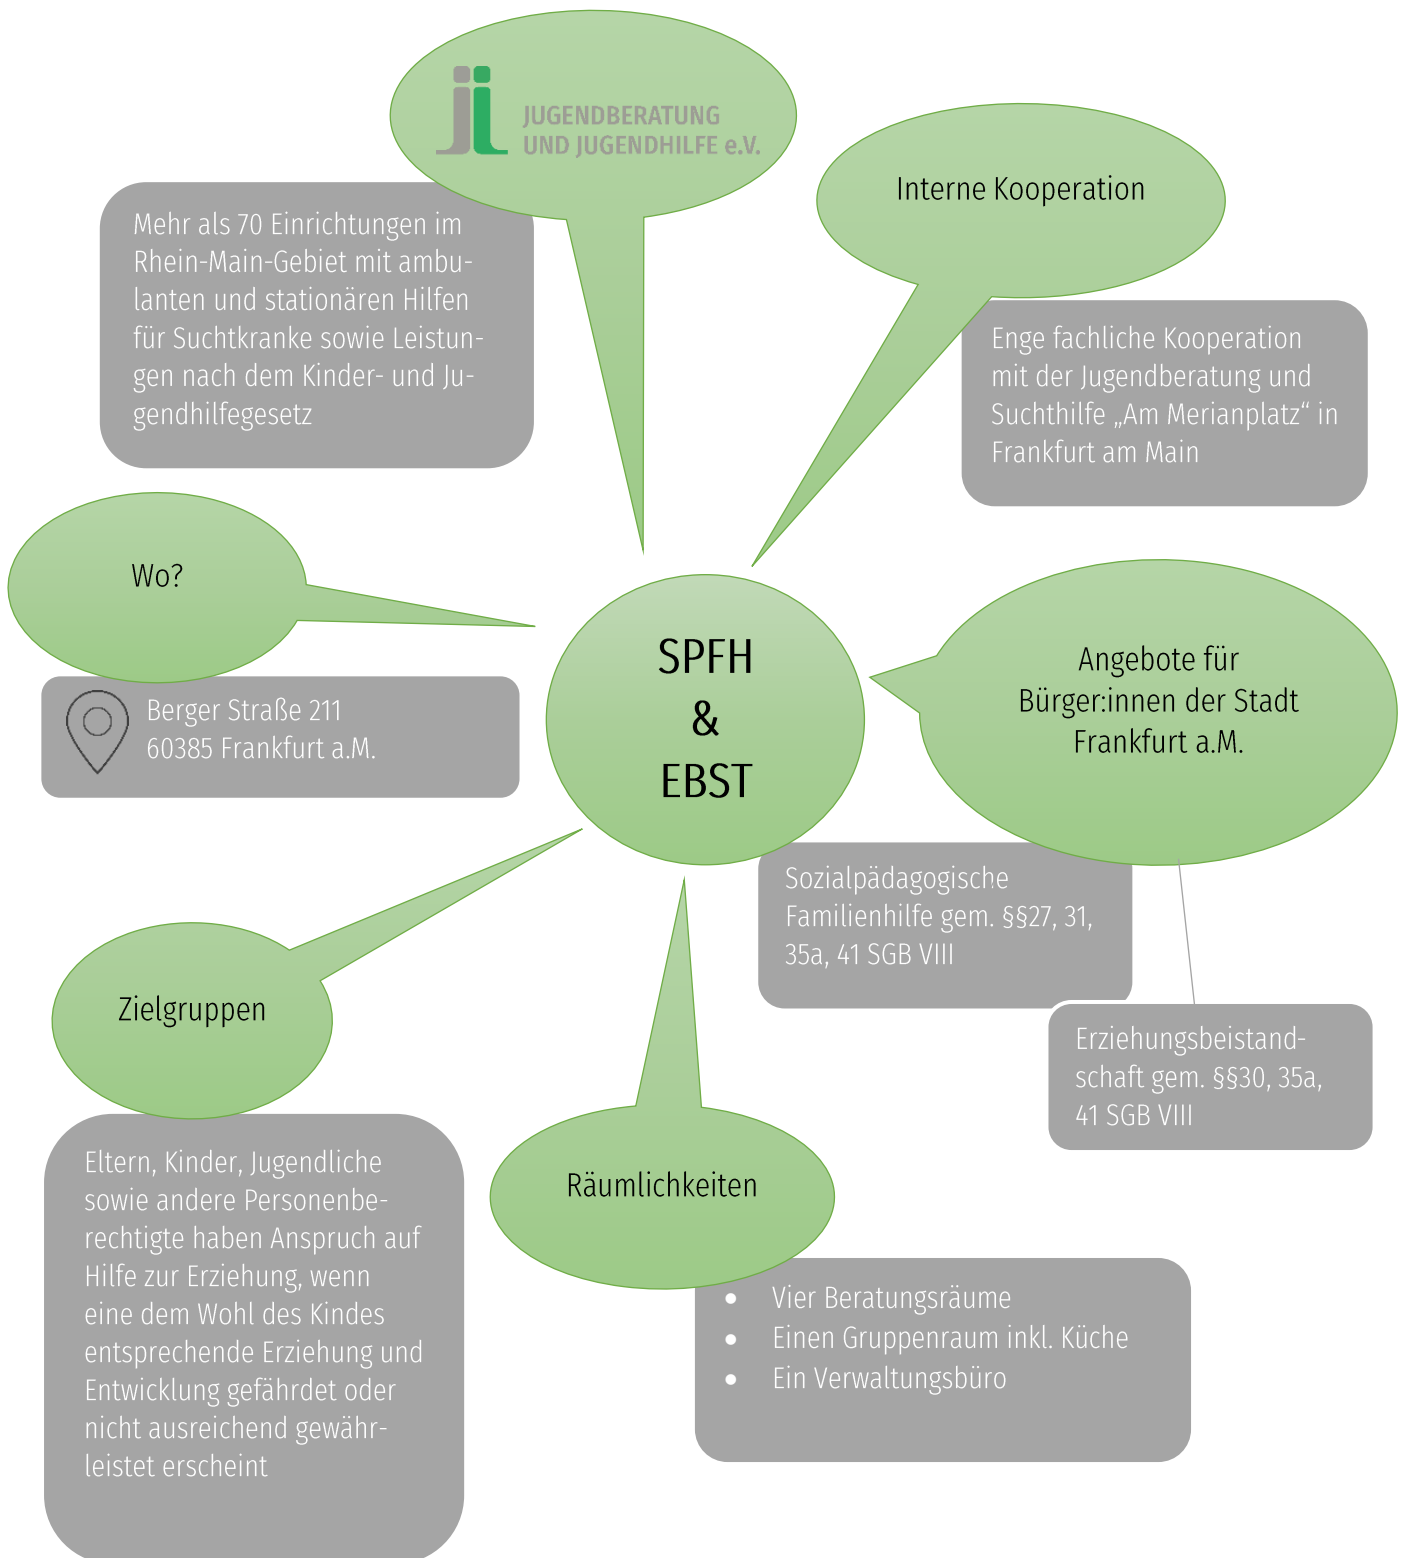 JUGENDBERATUNG
UND JUGENDHILFE e.V.
Mehr als 70 Einrichtungen im
Rhein-Main-Gebiet mit ambu-
lanten und stationären Hilfen
für Suchtkranke sowie Leistun-
gen nach dem Kinder- und Ju-
gendhilfegesetz
Interne Kooperation
Enge fachliche Kooperation
mit der Jugendberatung und
Suchthilfe „Am Merianplatz“ in
Frankfurt am Main
Wo?
Berger Straße 211
60385 Frankfurt a.M.
SPFH
&
EBST
Angebote für
Bürger:innen der Stadt
Frankfurt a.M.
Sozialpädagogische
Familienhilfe gem. §§27, 31,
35a, 41 SGB VIII
Erziehungsbeistand-
schaft gem. §§30, 35a,
41 SGB VIII
Zielgruppen
Eltern, Kinder, Jugendliche
sowie andere Personenbe-
rechtigte haben Anspruch auf
Hilfe zur Erziehung, wenn
eine dem Wohl des Kindes
entsprechende Erziehung und
Entwicklung gefährdet oder
nicht ausreichend gewähr-
leistet erscheint
Räumlichkeiten
• Vier Beratungsräume
• Einen Gruppenraum inkl. Küche
• Ein Verwaltungsbüro